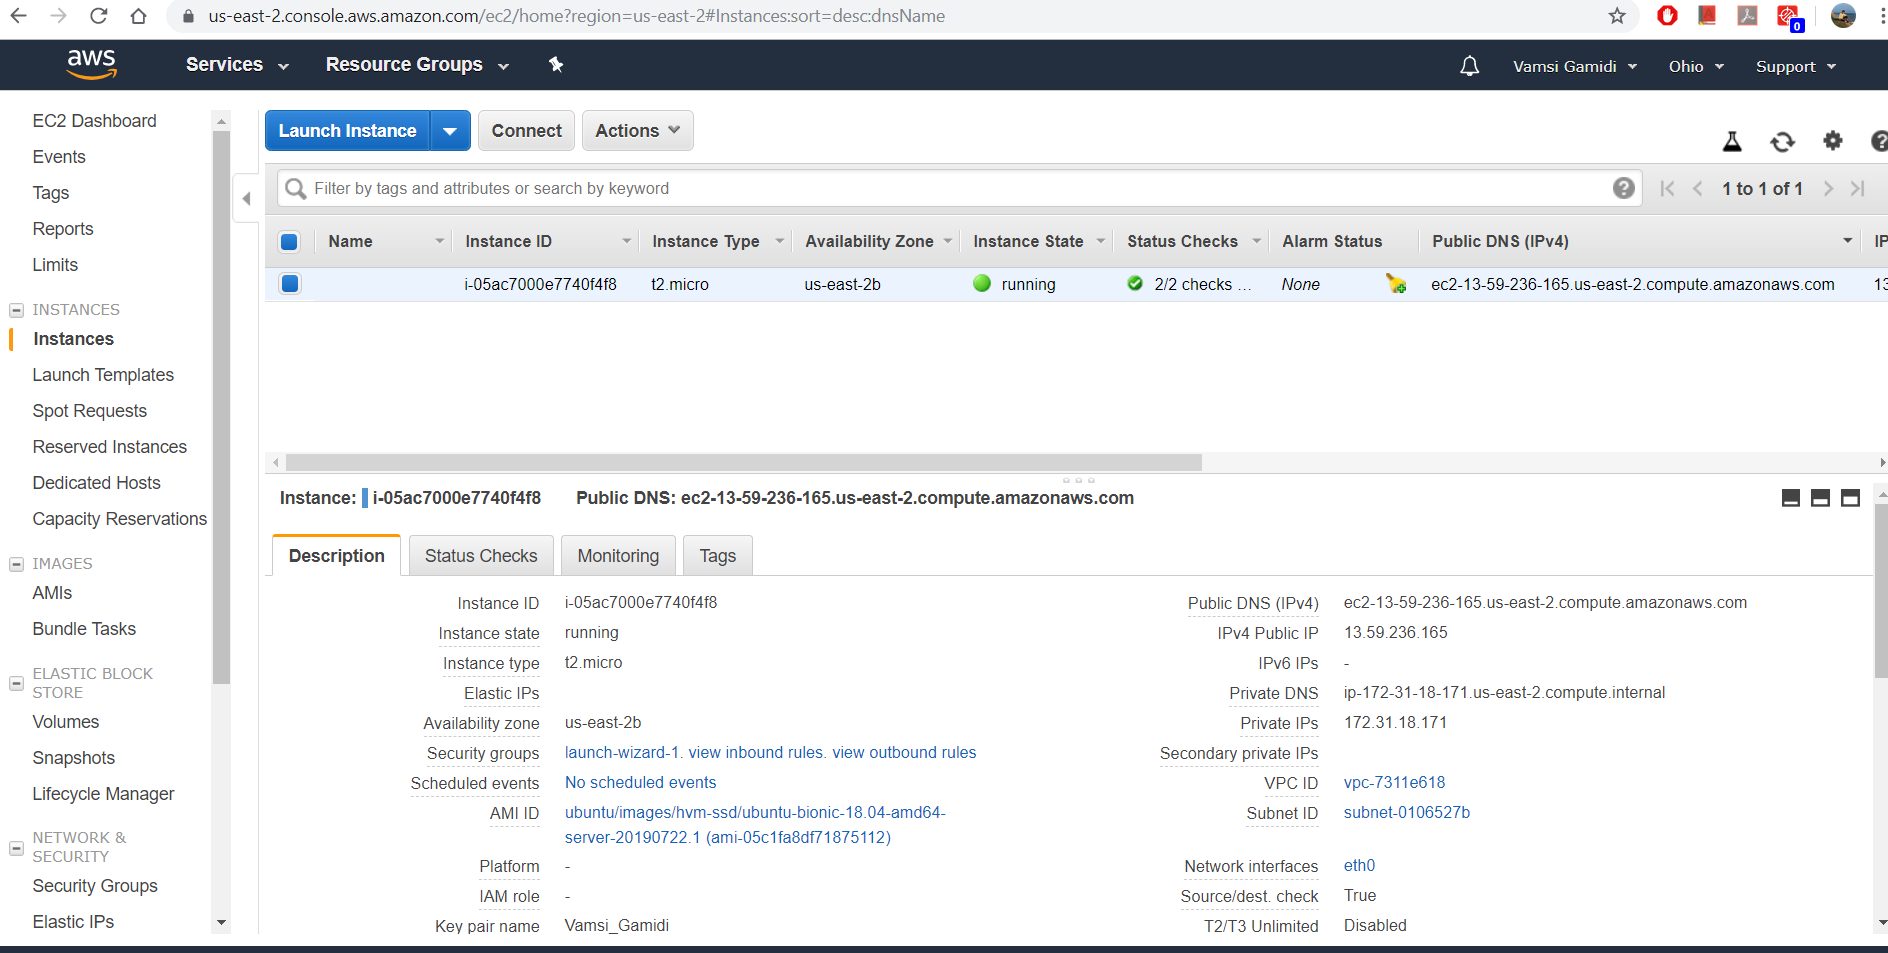 us-east-2.console.aws.amazon.com/ec2/home?region=us-east-2#Instances:sort=desc:dnsName
0
aws
Services
Resource Groups
Vamsi Gamidi
Ohio
Support
EC2 Dashboard
Events
Tags
Reports
Limits
INSTANCES
Instances
Launch Templates
Spot Requests
Reserved Instances
Dedicated Hosts
Capacity Reservations
IMAGES
AMIs
Bundle Tasks
ELASTIC BLOCK
STORE
Volumes
Snapshots
Lifecycle Manager
NETWORK &
SECURITY
Security Groups
Elastic IPs
Launch Instance
Connect
Actions
Filter by tags and attributes or search by keyword
1 to 1 of 1
Name Instance ID Instance Type Availability Zone Instance State Status Checks Alarm Status Public DNS (IPv4) IP
i-05ac7000e7740f4f8 t2.micro us-east-2b running 2/2 checks ... None ec2-13-59-236-165.us-east-2.compute.amazonaws.com 13
Instance: i-05ac7000e7740f4f8 Public DNS: ec2-13-59-236-165.us-east-2.compute.amazonaws.com
Description Status Checks Monitoring Tags
Instance ID i-05ac7000e7740f4f8
Instance state running
Instance type t2.micro
Elastic IPs
Availability zone us-east-2b
Security groups launch-wizard-1. view inbound rules. view outbound rules
Scheduled events No scheduled events
AMI ID ubuntu/images/hvm-ssd/ubuntu-bionic-18.04-amd64-
server-20190722.1 (ami-05c1fa8df71875112)
Platform -
IAM role -
Key pair name Vamsi_Gamidi
Public DNS (IPv4) ec2-13-59-236-165.us-east-2.compute.amazonaws.com
IPv4 Public IP 13.59.236.165
IPv6 IPs -
Private DNS ip-172-31-18-171.us-east-2.compute.internal
Private IPs 172.31.18.171
Secondary private IPs
VPC ID vpc-7311e618
Subnet ID subnet-0106527b
Network interfaces eth0
Source/dest. check True
T2/T3 Unlimited Disabled